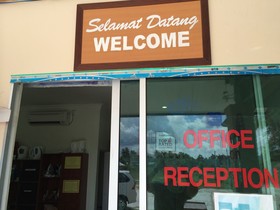 Selamat Datang
WELCOME
OFFICE
RECEPTION